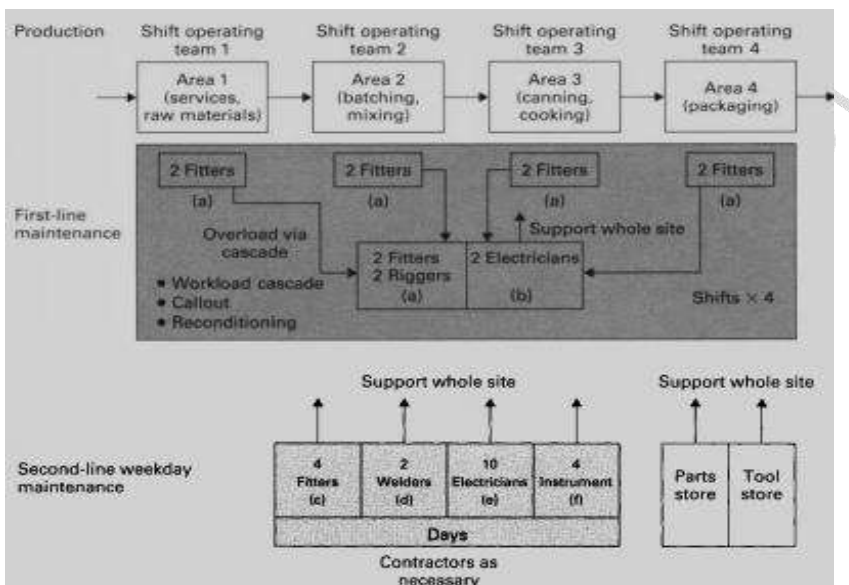 Production
Shift operating team 1
Shift operating team 2
Shift operating team 3
Shift operating team 4
Area 1
(services,
raw materials)
Area 2
(batching,
mixing)
Area 3
(canning,
cooking)
Area 4
(packaging)
First-line
maintenance
2 Fitters
(a)
2 Fitters
(a)
2 Fitters
(a)
2 Fitters
(a)
Overload via
cascade
Support whole site
2 Fitters
2 Riggers
(a)
2 Electricians
(b)
• Workload cascade
• Callout
• Reconditioning
Shifts × 4
Support whole site
Support whole site
Second-line weekday
maintenance
4
Fitters
(c)
2
Welders
(d)
10
Electricians
(e)
4
Instrument
(f)
Days
Parts
store
Tool
store
Contractors as
necessary